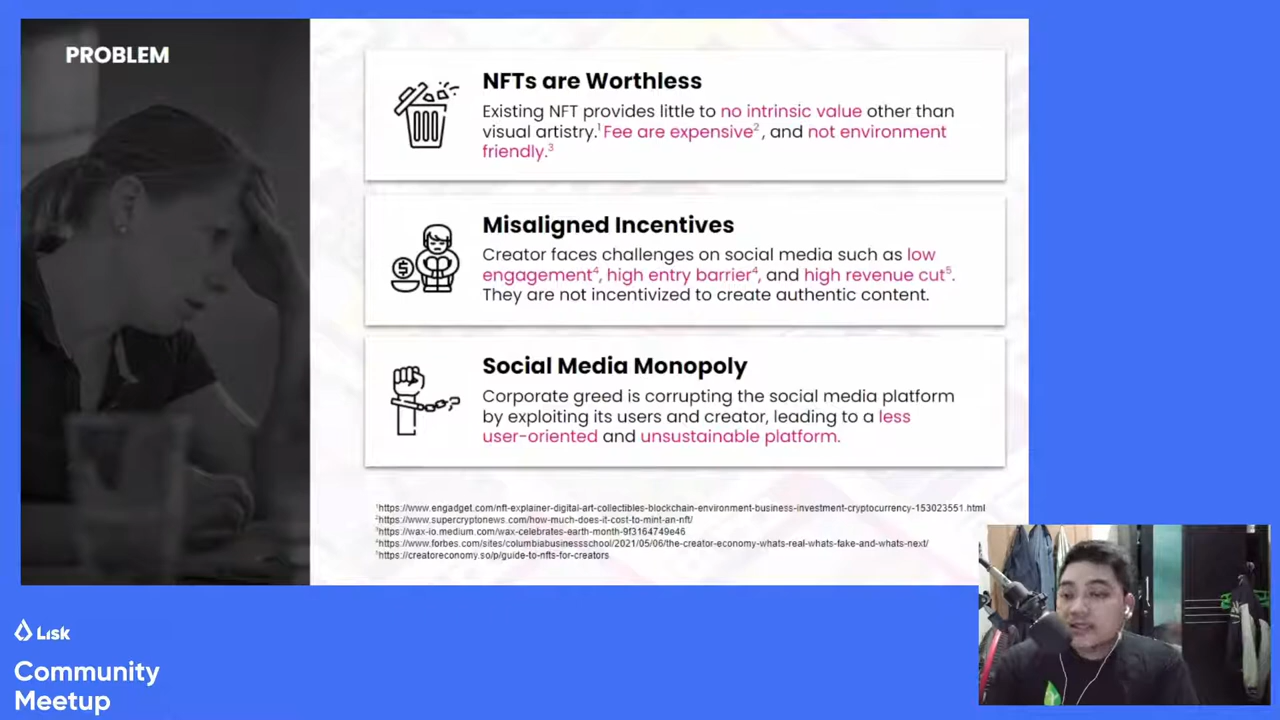 PROBLEM
NFTs are Worthless
Existing NFT provides little to no intrinsic value other than
visual artistry.¹ Fee are expensive², and not environment
friendly.³
Misaligned Incentives
Creator faces challenges on social media such as low
engagement⁴, high entry barrier⁴, and high revenue cut⁵.
They are not incentivized to create authentic content.
Social Media Monopoly
Corporate greed is corrupting the social media platform
by exploiting its users and creator, leading to a less
user-oriented and unsustainable platform.
¹https://www.engadget.com/nft-explainer-digital-art-collectibles-blockchain-environment-business-investment-cryptocurrency-153023551.html
²https://www.supercryptonews.com/how-much-does-it-cost-to-mint-an-nft/
³https://wax-io.medium.com/wax-celebrates-earth-month-9f3164749e46
⁴https://www.forbes.com/sites/columbiabusinessschool/2021/05/06/the-creator-economy-whats-real-whats-fake-and-whats-next/
⁵https://creatoreconomy.so/p/guide-to-nfts-for-creators
Lisk
Community
Meetup